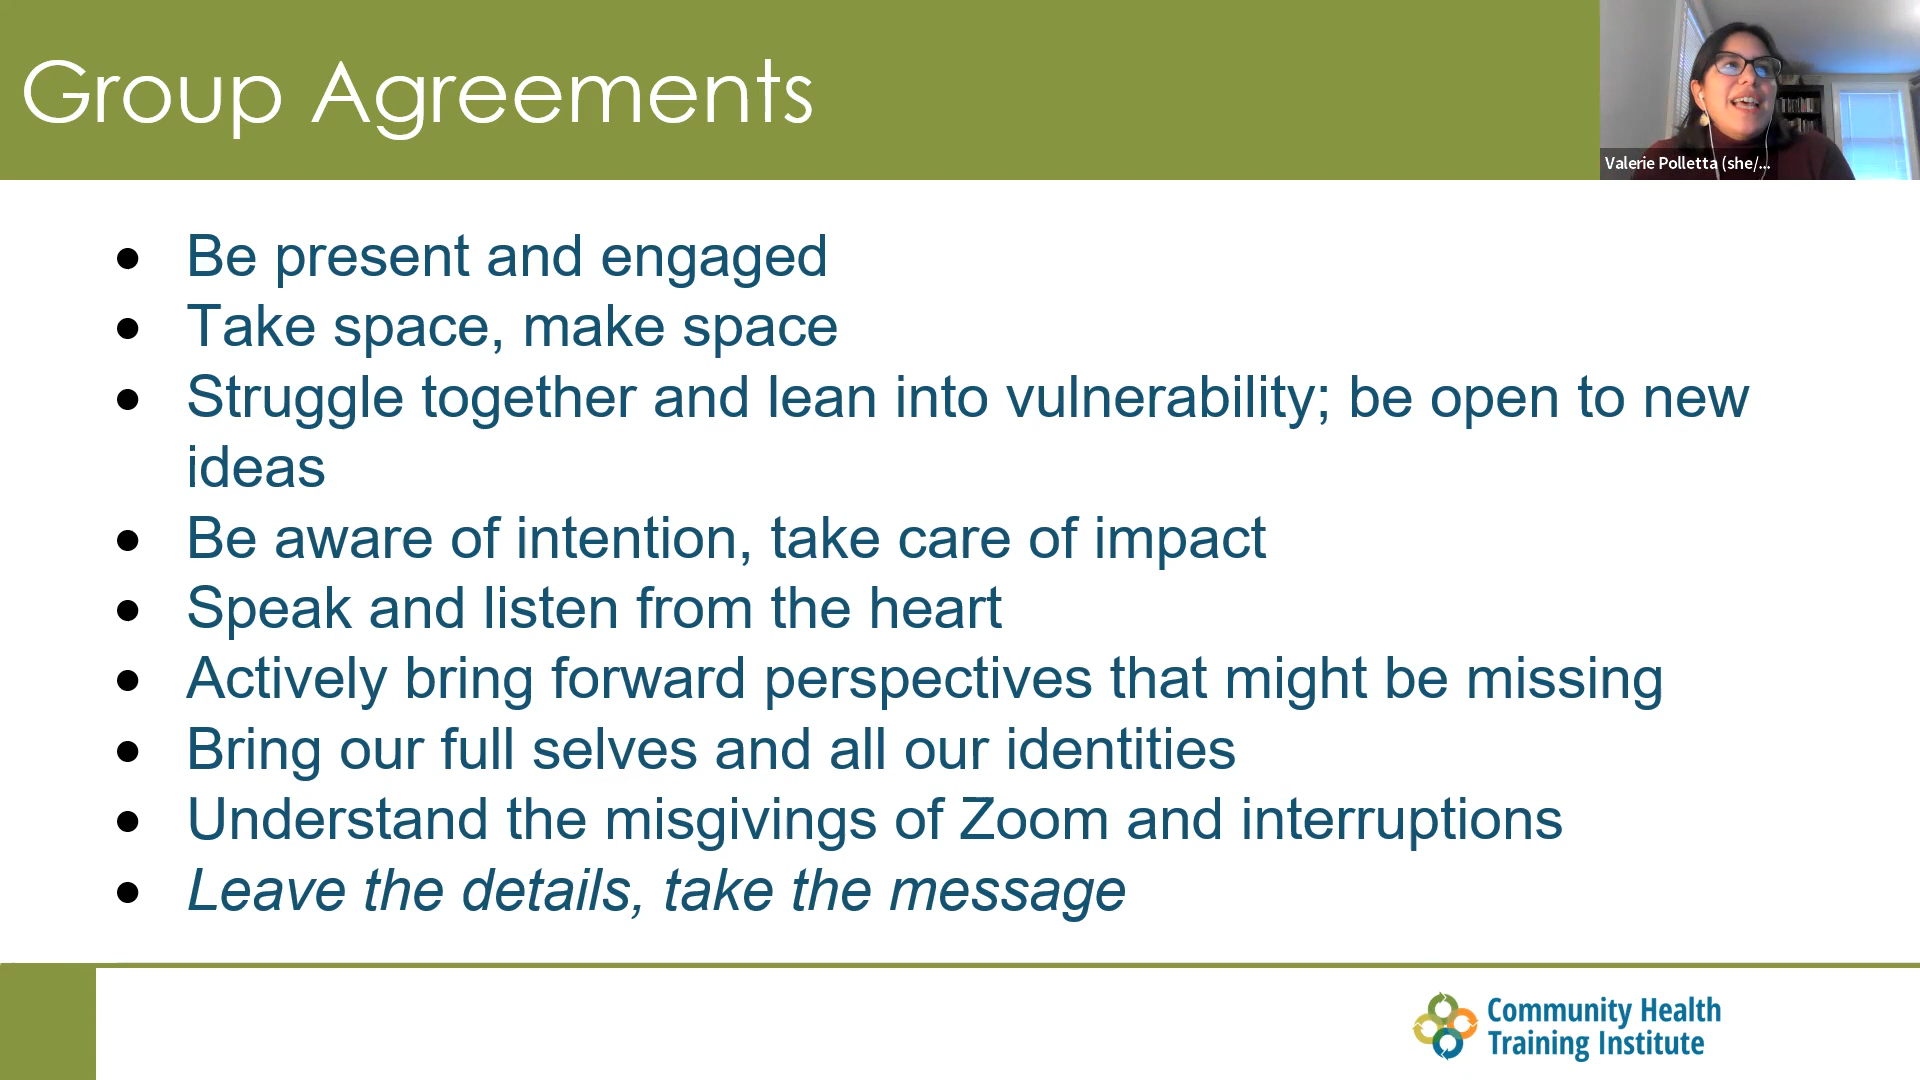 Group Agreements
Valerie Polletta (she/...
● Be present and engaged
● Take space, make space
● Struggle together and lean into vulnerability; be open to new
ideas
● Be aware of intention, take care of impact
● Speak and listen from the heart
● Actively bring forward perspectives that might be missing
● Bring our full selves and all our identities
● Understand the misgivings of Zoom and interruptions
● Leave the details, take the message
Community Health
Training Institute